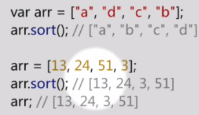 var arr = ["a", "d", "c", "b"];
arr.sort(); // ["a", "b", "c", "d"]
arr = [13, 24, 51, 3];
arr.sort(); // [13, 24, 3, 51]
arr; // [13, 24, 3, 51]